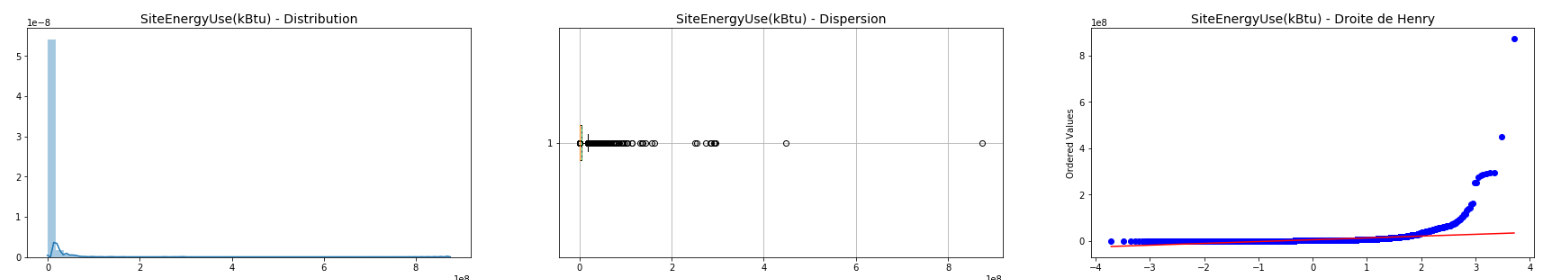 SiteEnergyUse(kBtu) - Distribution
1e−8
5
4
3
2
1
0
0 2 4 6 8
1e8
SiteEnergyUse(kBtu) - Dispersion
1
0 2 4 6 8
1e8
SiteEnergyUse(kBtu) - Droite de Henry
1e8
Ordered Values
8
6
4
2
0
−4 −3 −2 −1 0 1 2 3 4